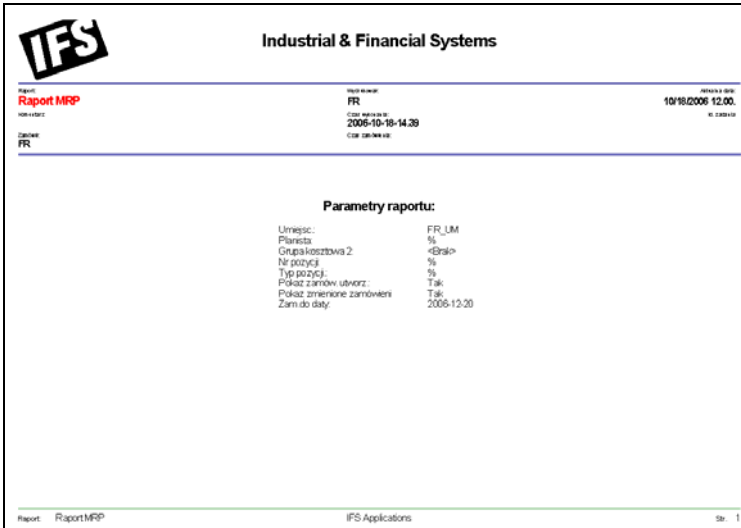 IFS
Industrial & Financial Systems
Raport:
Raport MRP
FR
10/18/2006 12.00.
Komentarz:
2006-10-18-14.39
FR
Parametry raportu:
Umiejsc.: FR_UM
Planista: %
Grupa kosztowa 2: <Brak>
Nr pozycji: %
Typ pozycji.: %
Pokaż zamów. utworz.: Tak
Pokaż zmienione zamówieni Tak
Zam.do daty: 2006-12-20
Raport: Raport MRP IFS Applications Str. 1